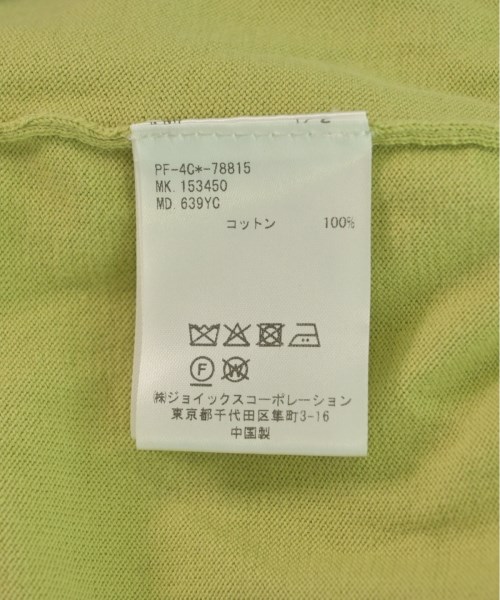 1/2
PF-4C*-78815
MK. 153450
MD. 639YC
コットン 100%
F W
㈱ジョイックスコーポレーション
東京都千代田区隼町3-16
中国製